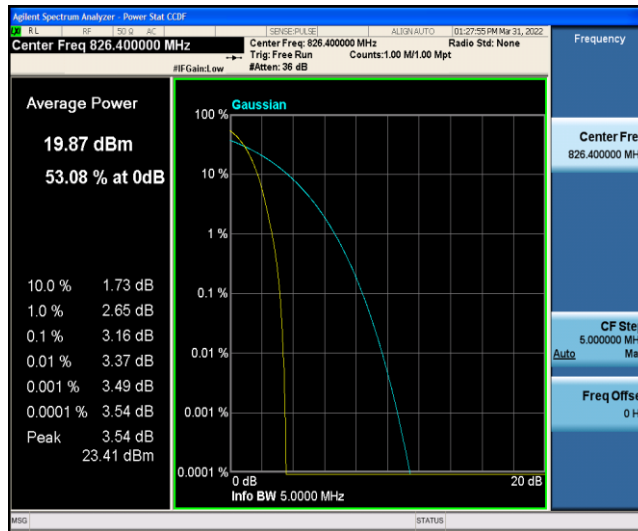 Agilent Spectrum Analyzer - Power Stat CCDF
RL RF 50 Ω AC SENSE:PULSE ALIGN AUTO 01:27:55 PM Mar 31, 2022
Center Freq 826.400000 MHz
Center Freq: 826.400000 MHz Radio Std: None
Trig: Free Run Counts:1.00 M/1.00 Mpt
#IFGain:Low #Atten: 36 dB
Frequency
Average Power
19.87 dBm
53.08 % at 0dB
10.0 % 1.73 dB
1.0 % 2.65 dB
0.1 % 3.16 dB
0.01 % 3.37 dB
0.001 % 3.49 dB
0.0001 % 3.54 dB
Peak 3.54 dB
23.41 dBm
Gaussian
100 %
10 %
1 %
0.1 %
0.01 %
0.001 %
0.0001 %
0 dB 20 dB
Info BW 5.0000 MHz
Center Fre
826.400000 MH
CF Ste
5.000000 MH
Auto Ma
Freq Offse
0 H
MSG STATUS